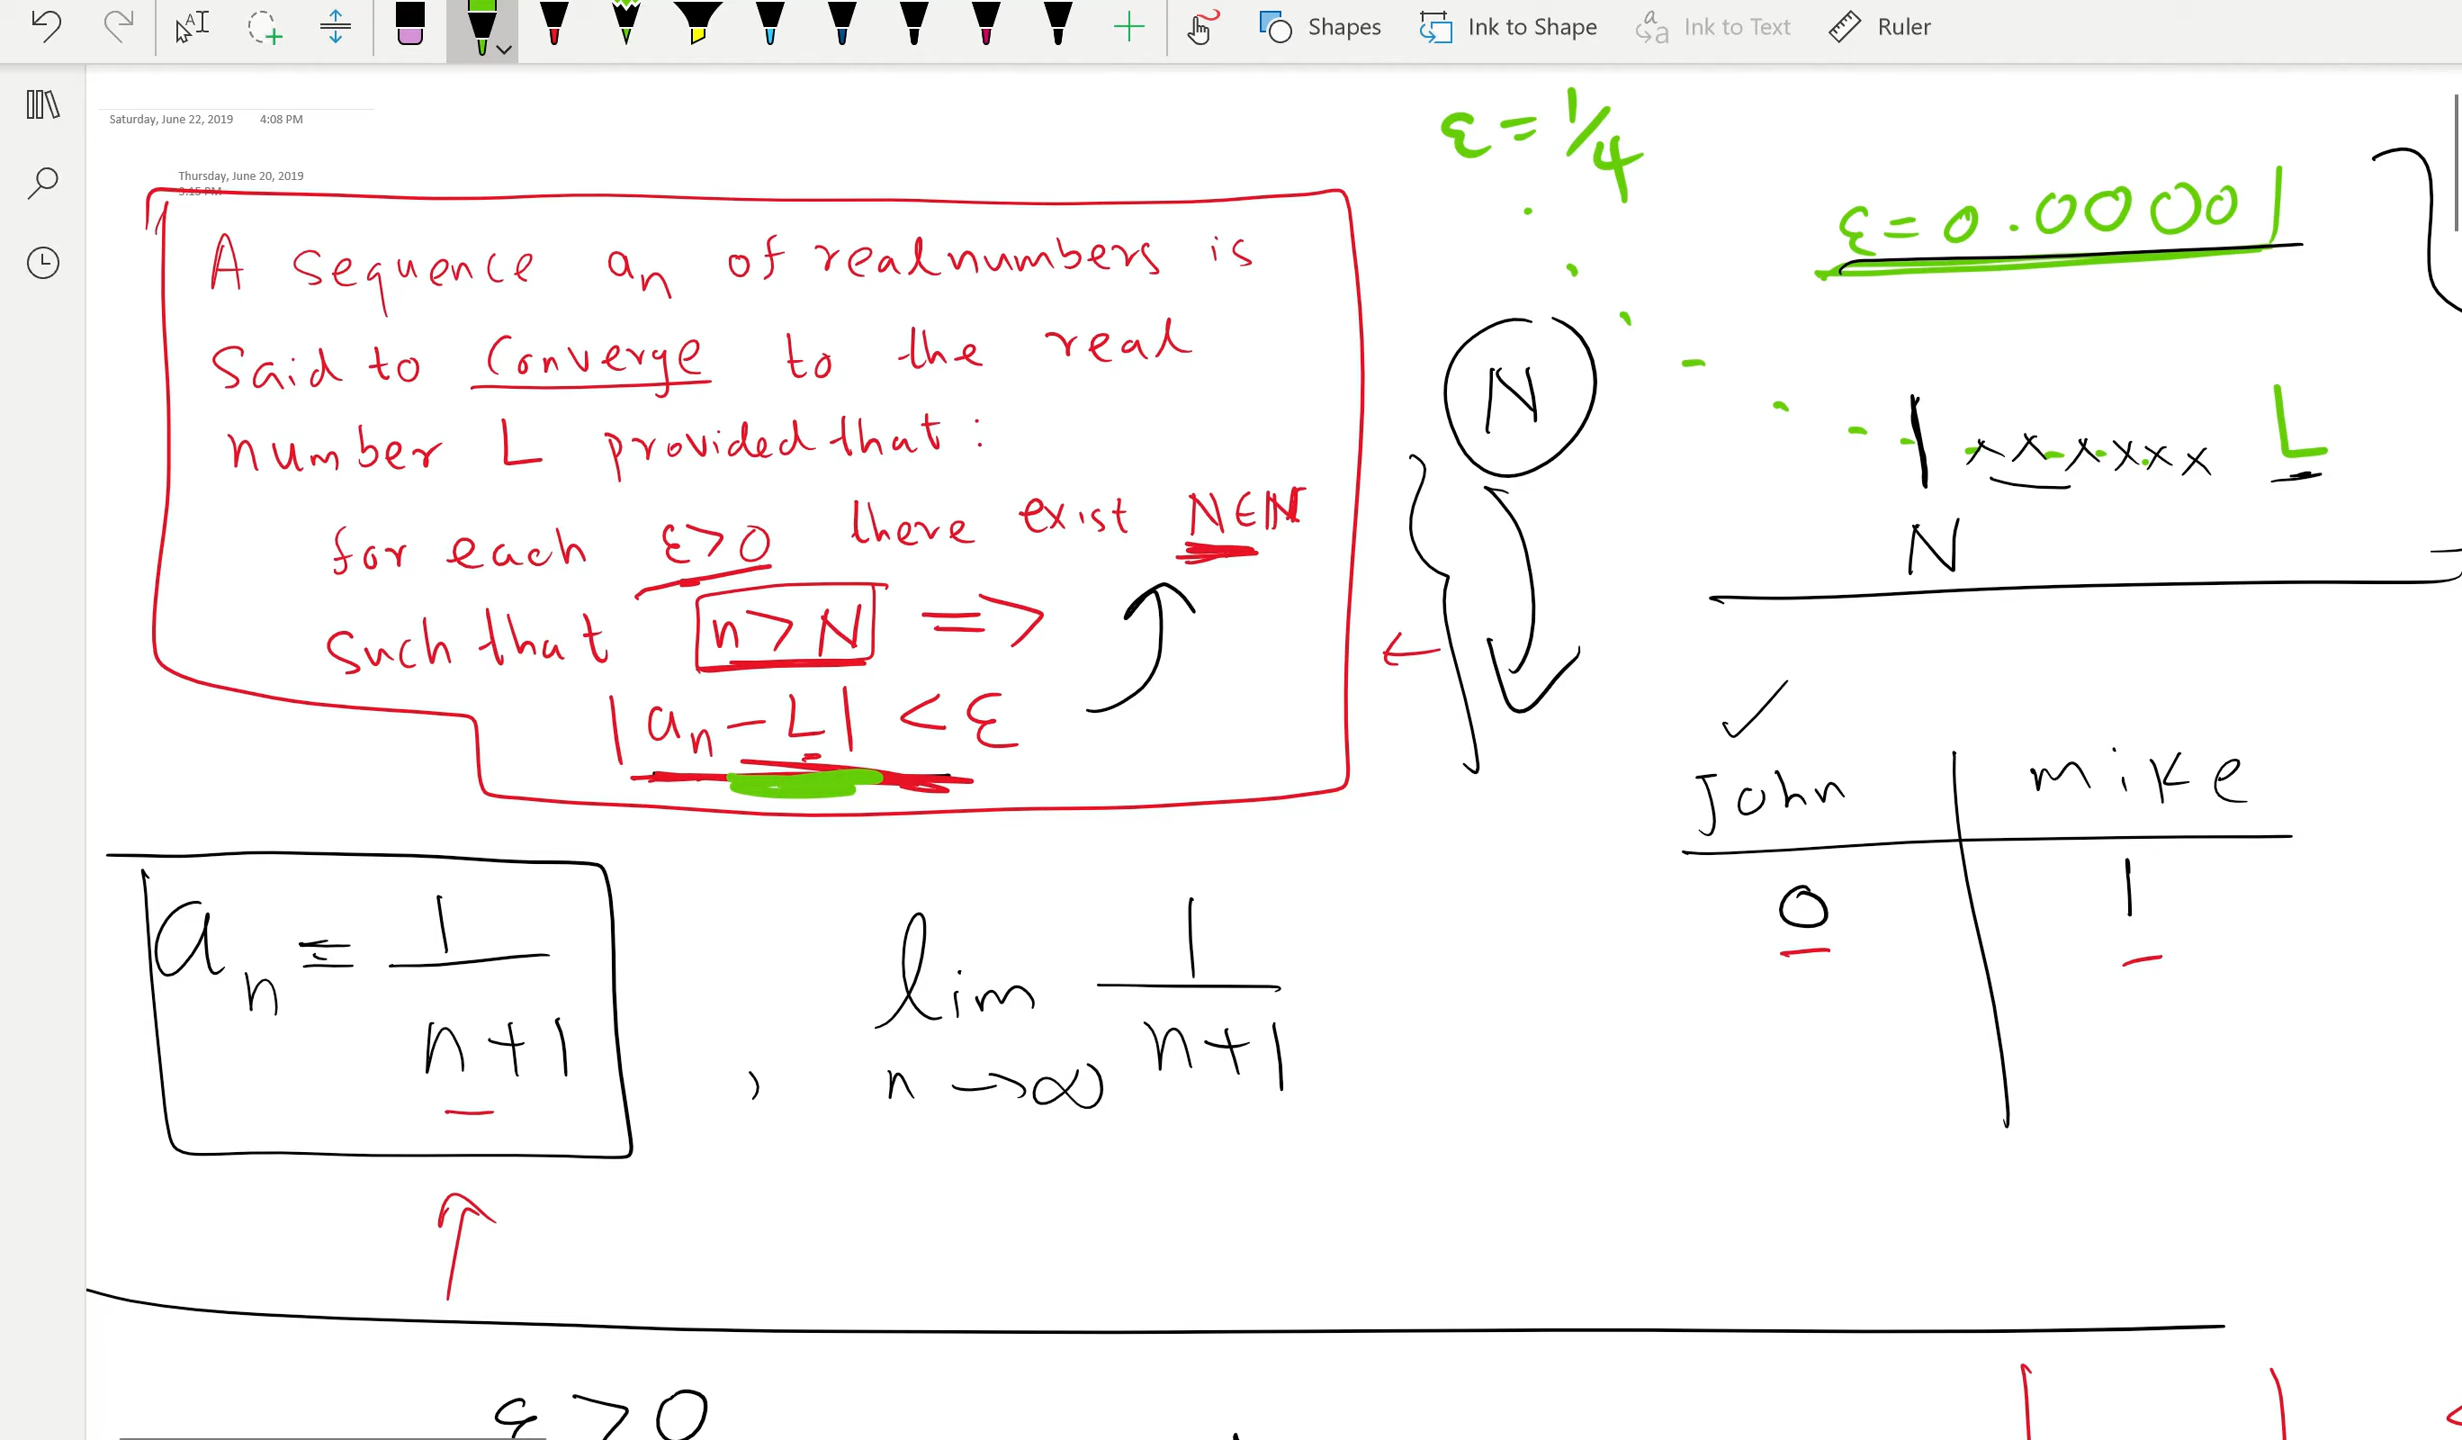 Shapes Ink to Shape Ink to Text Ruler
Saturday, June 22, 2019 4:08 PM
Thursday, June 20, 2019
3:15 PM
A sequence aₙ of real numbers is
said to converge to the real
number L provided that :
for each ε>0 there exist N∈ℕ
such that n>N =>
|aₙ - L| < ε
ε = 1/4
ε = 0.00001
N
x x x x x x L
N
John mike
0 1
aₙ = 1/(n+1) , lim n→∞ 1/(n+1)
ε > 0